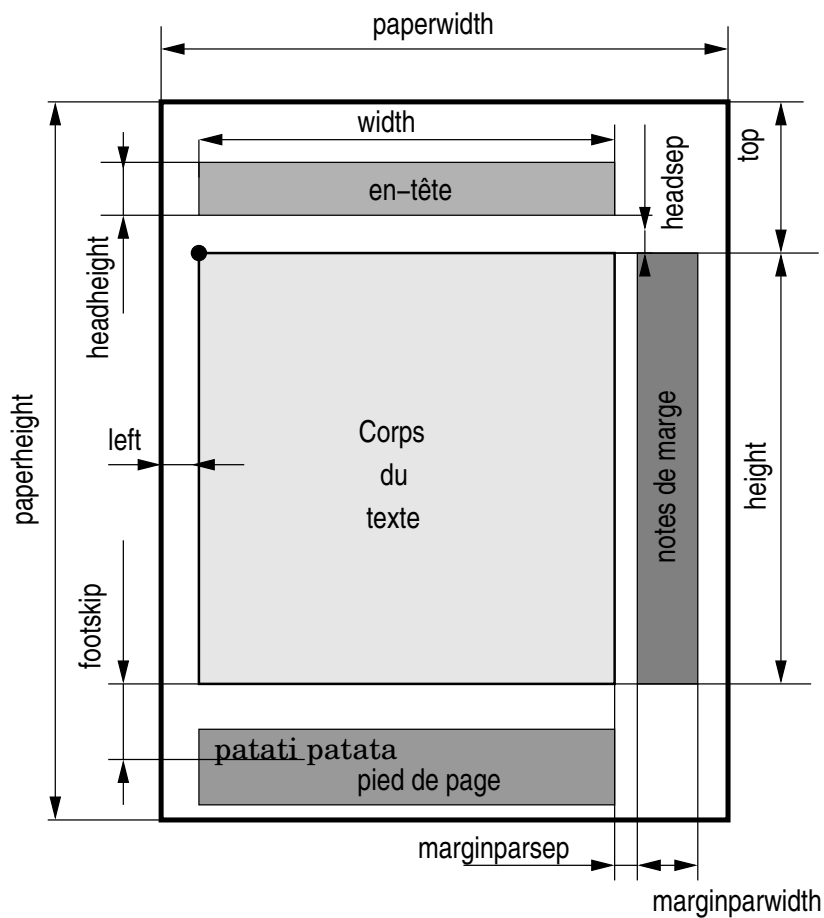 paperwidth
width
top
headsep
en–tête
headheight
paperheight
left
Corps
du
texte
notes de marge
height
footskip
patati patata
pied de page
marginparsep
marginparwidth